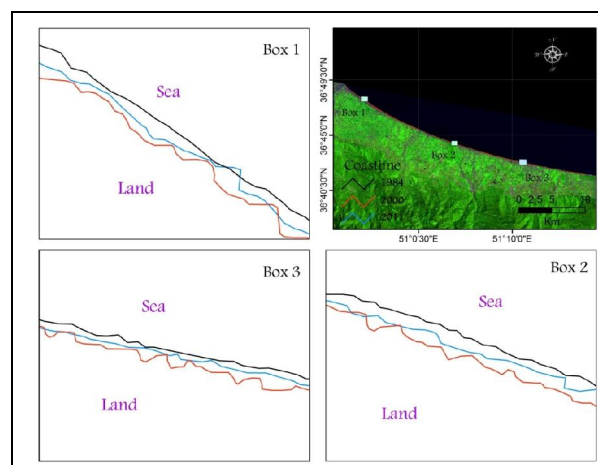 Box 1
Sea
Land
36°49'0"N
36°45'0"N
36°40'30"N
Box 1
Box 2
Box 3
Coastline
1984
2000
2011
0 2.5 5 10
Km
51°0'30"E
51°10'0"E
Box 3
Sea
Land
Box 2
Sea
Land